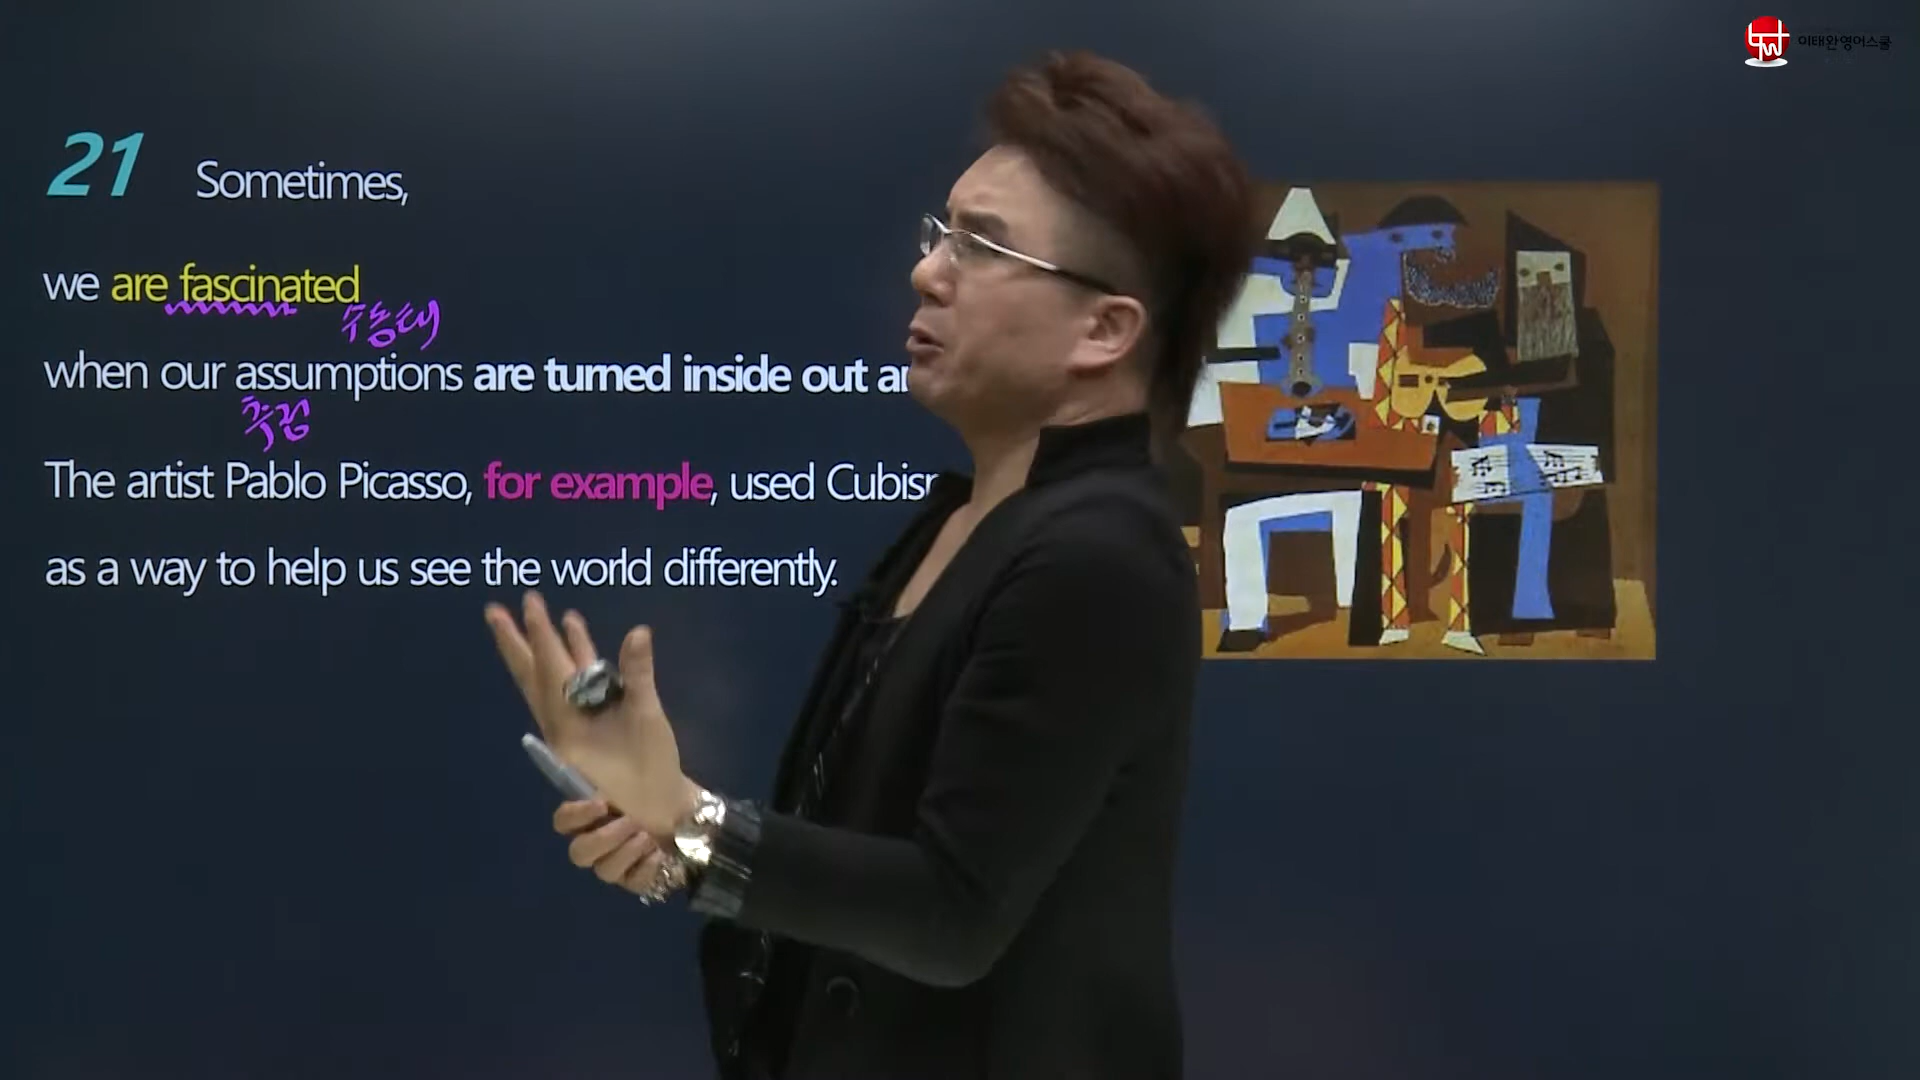 이태완영어스쿨
21 Sometimes,
we are fascinated
수동태
when our assumptions are turned inside out
추정
The artist Pablo Picasso, for example, used
as a way to help us see the world differently.